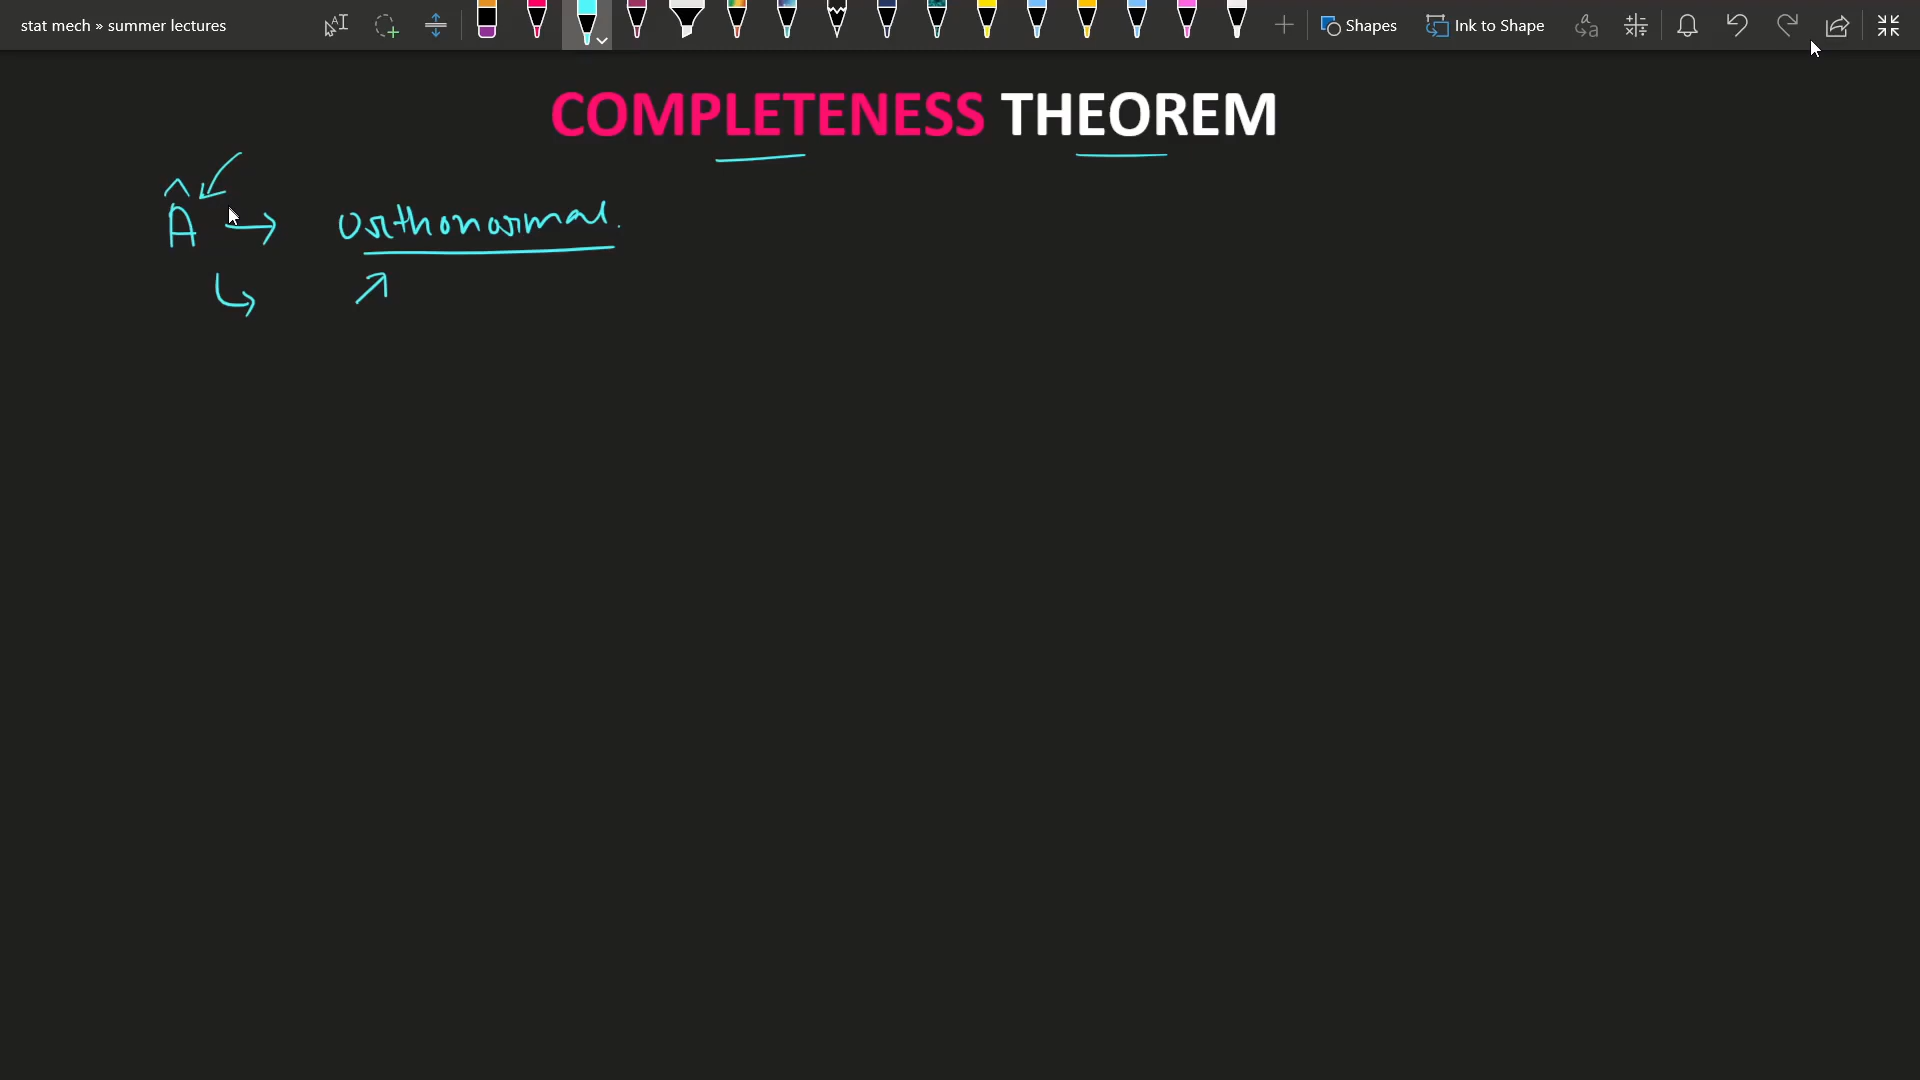 stat mech » summer lectures
Shapes
Ink to Shape
COMPLETENESS THEOREM
Â → Orthonormal.